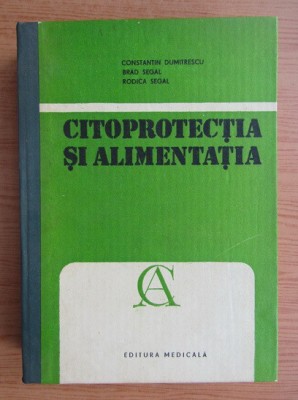 CONSTANTIN DUMITRESCU
BRAD SEGAL
RODICA SEGAL
CITOPROTECȚIA
ȘI ALIMENTAȚIA
CA
EDITURA MEDICALĂ